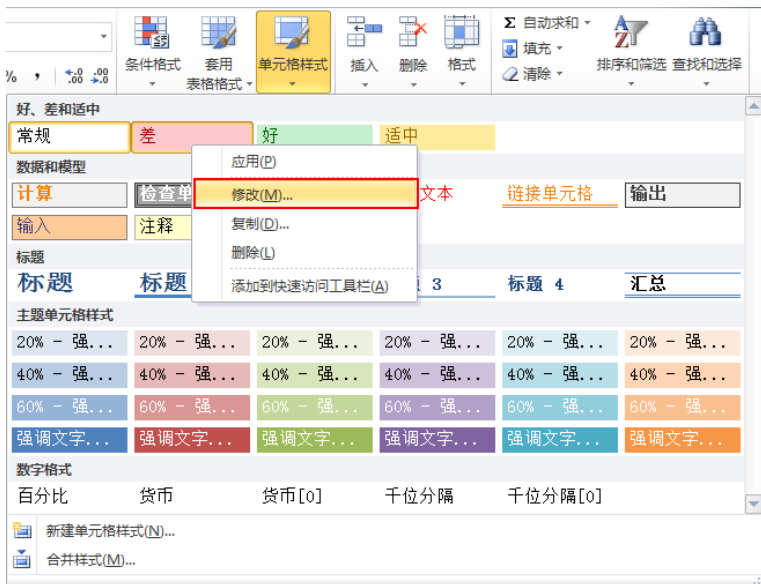 % , .00 .00
条件格式 套用 表格格式 单元格样式 插入 删除 格式
Σ 自动求和
填充
清除
排序和筛选 查找和选择
好、差和适中
常规 差 好 适中
数据和模型
计算 检查单 文本 链接单元格 输出
输入 注释
标题
标题 标题 3 标题 4 汇总
主题单元格样式
20% - 强... 20% - 强... 20% - 强... 20% - 强... 20% - 强... 20% - 强...
40% - 强... 40% - 强... 40% - 强... 40% - 强... 40% - 强... 40% - 强...
60% - 强... 60% - 强... 60% - 强... 60% - 强... 60% - 强... 60% - 强...
强调文字... 强调文字... 强调文字... 强调文字... 强调文字... 强调文字...
数字格式
百分比 货币 货币[0] 千位分隔 千位分隔[0]
新建单元格样式(N)...
合并样式(M)...
应用(P)
修改(M)...
复制(D)...
删除(L)
添加到快速访问工具栏(A)